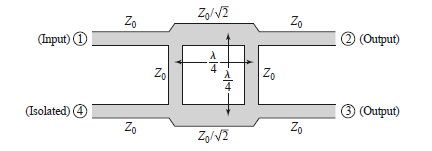 Z₀ Z₀/√2 Z₀
(Input) ① ② (Output)
Z₀ λ/4 λ/4 Z₀
(Isolated) ④ ③ (Output)
Z₀ Z₀/√2 Z₀